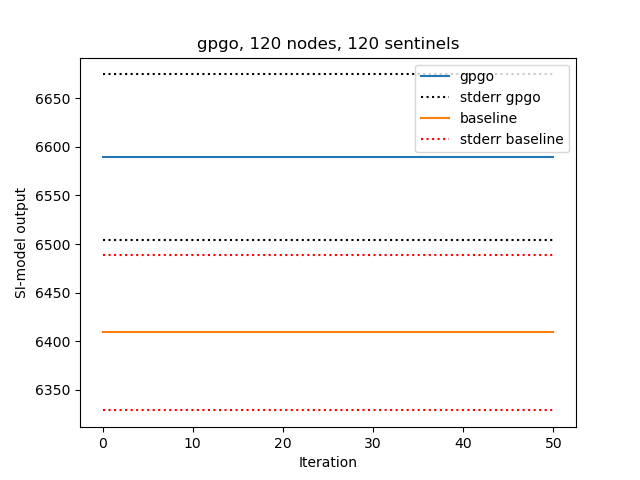 gpgo, 120 nodes, 120 sentinels
gpgo
stderr gpgo
baseline
stderr baseline
SI-model output
6650
6600
6550
6500
6450
6400
6350
0 10 20 30 40 50
Iteration